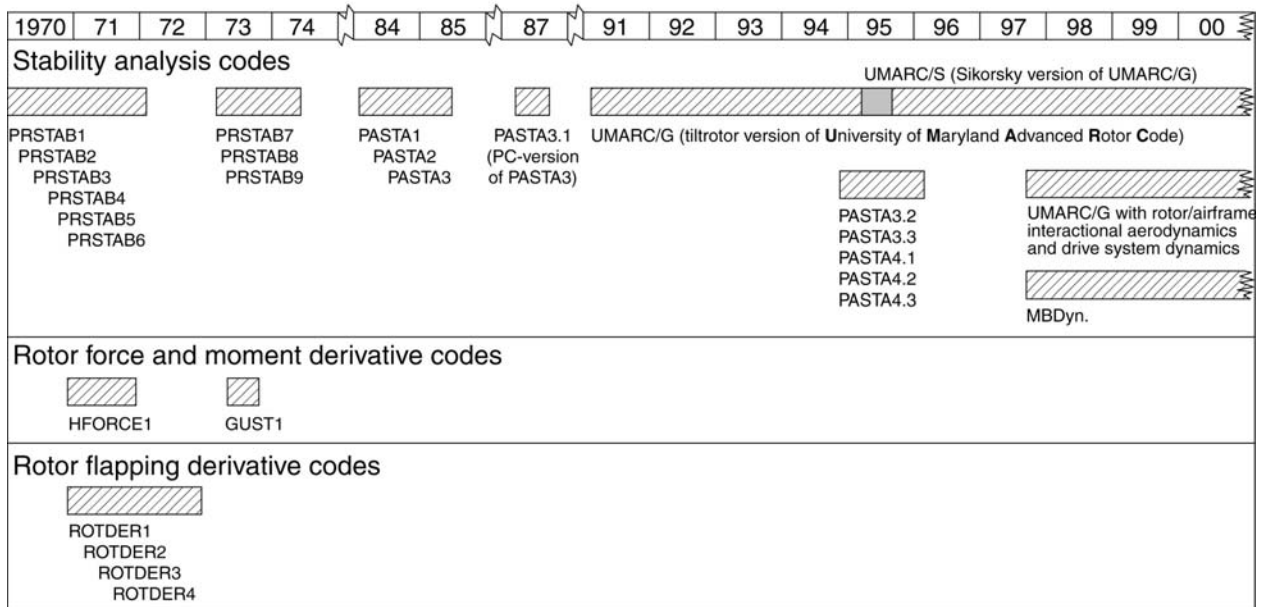 1970 71 72 73 74 84 85 87 91 92 93 94 95 96 97 98 99 00
Stability analysis codes
UMARC/S (Sikorsky version of UMARC/G)
PRSTAB1
PRSTAB2
PRSTAB3
PRSTAB4
PRSTAB5
PRSTAB6
PRSTAB7
PRSTAB8
PRSTAB9
PASTA1
PASTA2
PASTA3
PASTA3.1
(PC-version
of PASTA3)
UMARC/G (tiltrotor version of University of Maryland Advanced Rotor Code)
PASTA3.2
PASTA3.3
PASTA4.1
PASTA4.2
PASTA4.3
UMARC/G with rotor/airframe
interactional aerodynamics
and drive system dynamics
MBDyn.
Rotor force and moment derivative codes
HFORCE1
GUST1
Rotor flapping derivative codes
ROTDER1
ROTDER2
ROTDER3
ROTDER4